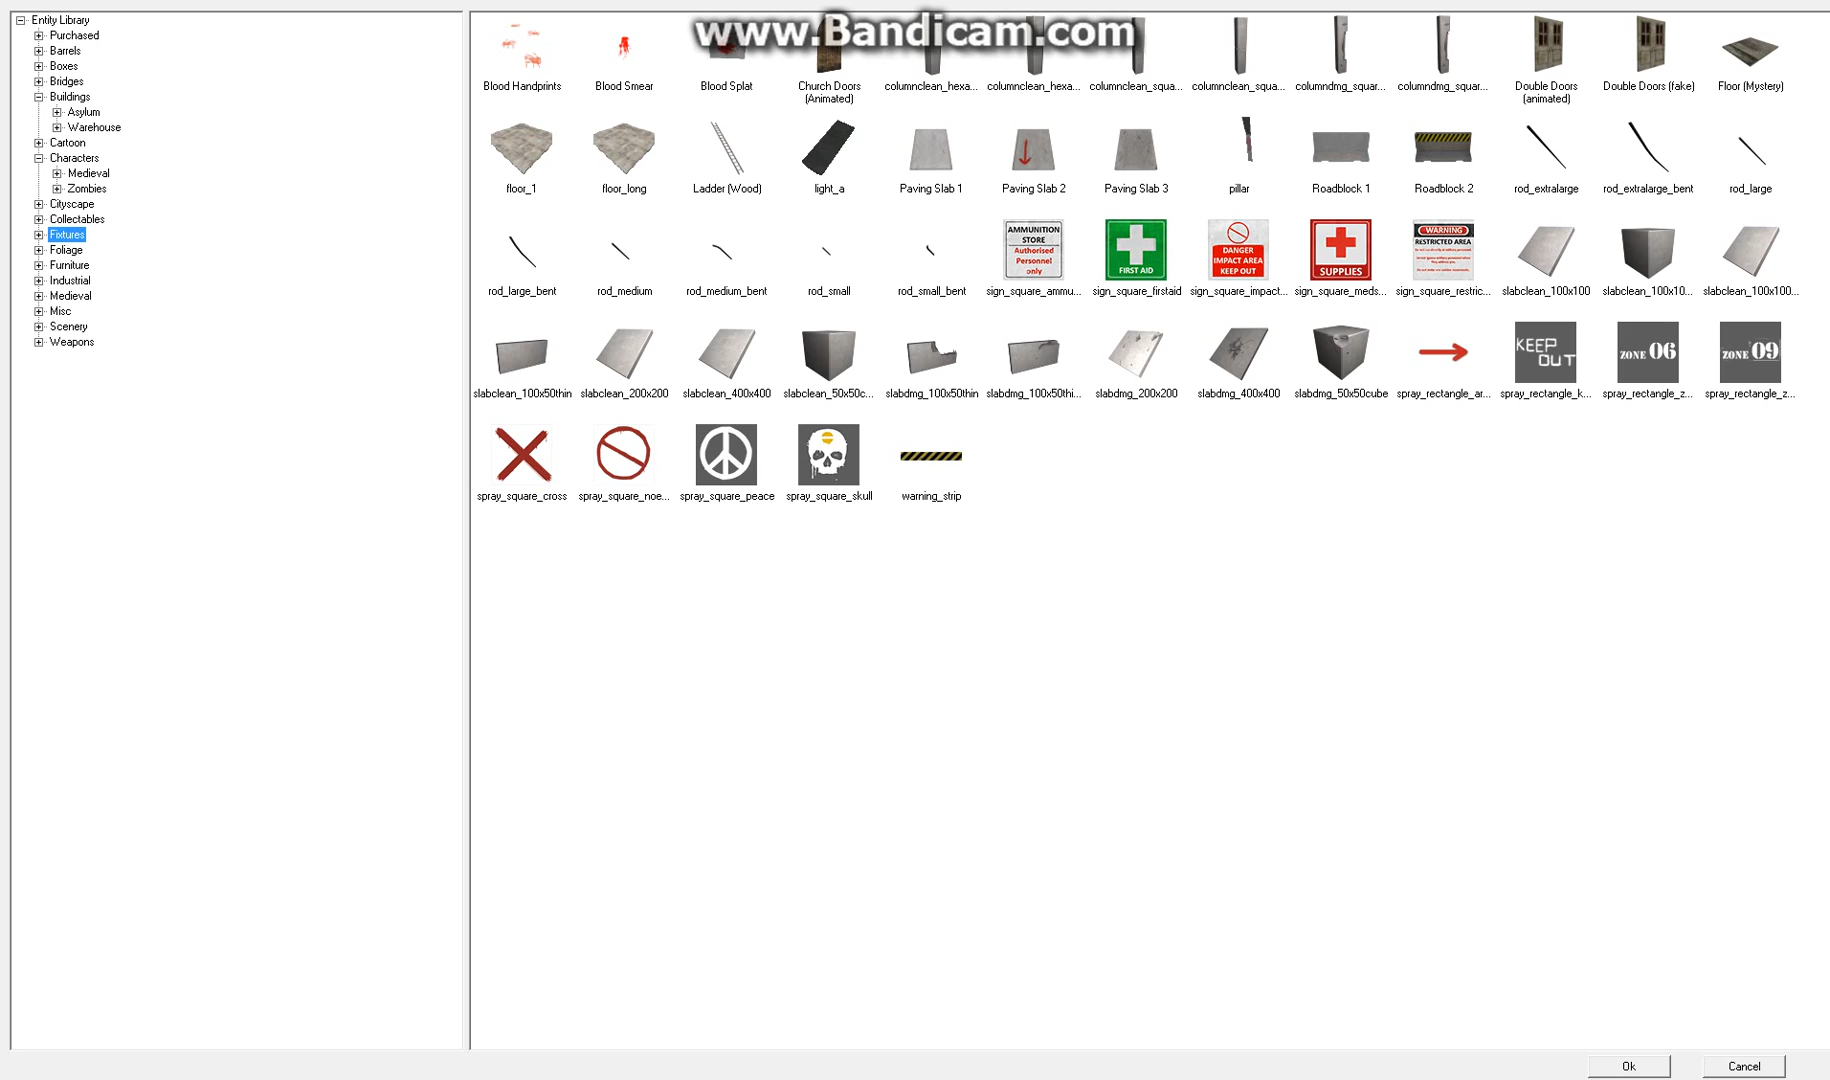 Entity Library
Purchased
Barrels
Boxes
Bridges
Buildings
Asylum
Warehouse
Cartoon
Characters
Medieval
Zombies
Cityscape
Collectables
Fixtures
Foliage
Furniture
Industrial
Medieval
Misc
Scenery
Weapons
www.Bandicam.com
Blood Handprints
Blood Smear
Blood Splat
Church Doors
(Animated)
columnclean_hexa...
columnclean_hexa...
columnclean_squa...
columnclean_squa...
columndmg_squar...
columndmg_squar...
Double Doors
(animated)
Double Doors (fake)
Floor (Mystery)
floor_1
floor_long
Ladder (Wood)
light_a
Paving Slab 1
Paving Slab 2
Paving Slab 3
pillar
Roadblock 1
Roadblock 2
rod_extralarge
rod_extralarge_bent
rod_large
AMMUNITION
STORE
Authorised
Personnel
only
FIRST AID
DANGER
IMPACT AREA
KEEP OUT
SUPPLIES
WARNING
RESTRICTED AREA
rod_large_bent
rod_medium
rod_medium_bent
rod_small
rod_small_bent
sign_square_ammu...
sign_square_firstaid
sign_square_impact...
sign_square_meds...
sign_square_restric...
slabclean_100x100
slabclean_100x10...
slabclean_100x100...
KEEP
OUT
ZONE 06
ZONE 09
slabclean_100x50thin
slabclean_200x200
slabclean_400x400
slabclean_50x50c...
slabdmg_100x50thin
slabdmg_100x50thi...
slabdmg_200x200
slabdmg_400x400
slabdmg_50x50cube
spray_rectangle_ar...
spray_rectangle_k...
spray_rectangle_z...
spray_rectangle_z...
spray_square_cross
spray_square_noe...
spray_square_peace
spray_square_skull
warning_strip
Ok
Cancel